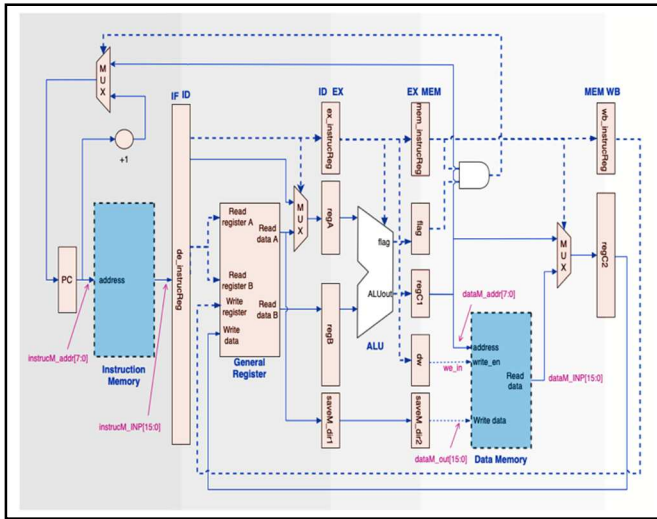 M
U
X
IF ID
ID EX
EX MEM
MEM WB
ex_instrucReg
mem_instrucReg
wb_instrucReg
+1
de_instrucReg
Read
register A
Read
data A
M
U
X
regA
flag
flag
PC
address
Read
register B
Write
register
Write
data
Read
data B
regB
ALUout
regC1
M
U
X
regC2
instrucM_addr[7:0]
Instruction
Memory
General
Register
ALU
dataM_addr[7:0]
dw
we_in
address
write_en
Read
data
dataM_INP[15:0]
instrucM_INP[15:0]
saveM_dir1
saveM_dir2
Write data
dataM_out[15:0]
Data Memory